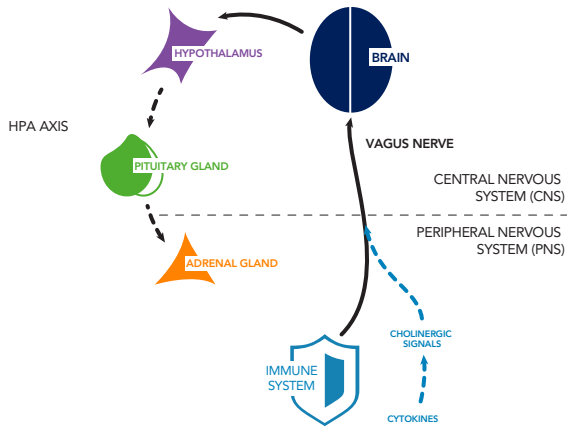 HYPOTHALAMUS
BRAIN
HPA AXIS
VAGUS NERVE
PITUITARY GLAND
CENTRAL NERVOUS
SYSTEM (CNS)
PERIPHERAL NERVOUS
SYSTEM (PNS)
ADRENAL GLAND
CHOLINERGIC
SIGNALS
IMMUNE
SYSTEM
CYTOKINES